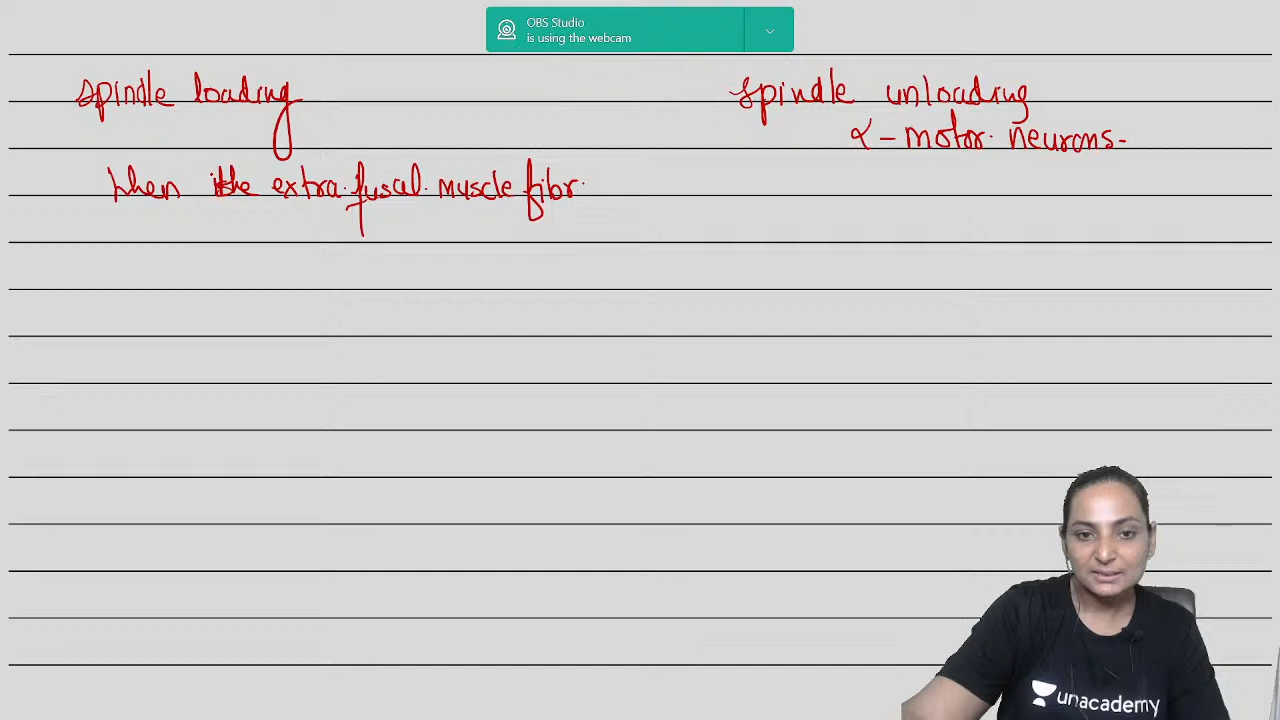 OBS Studio
is using the webcam
spindle loading
spindle unloading
α - motor neurons -
When the extra fusal muscle fibr
unacademy